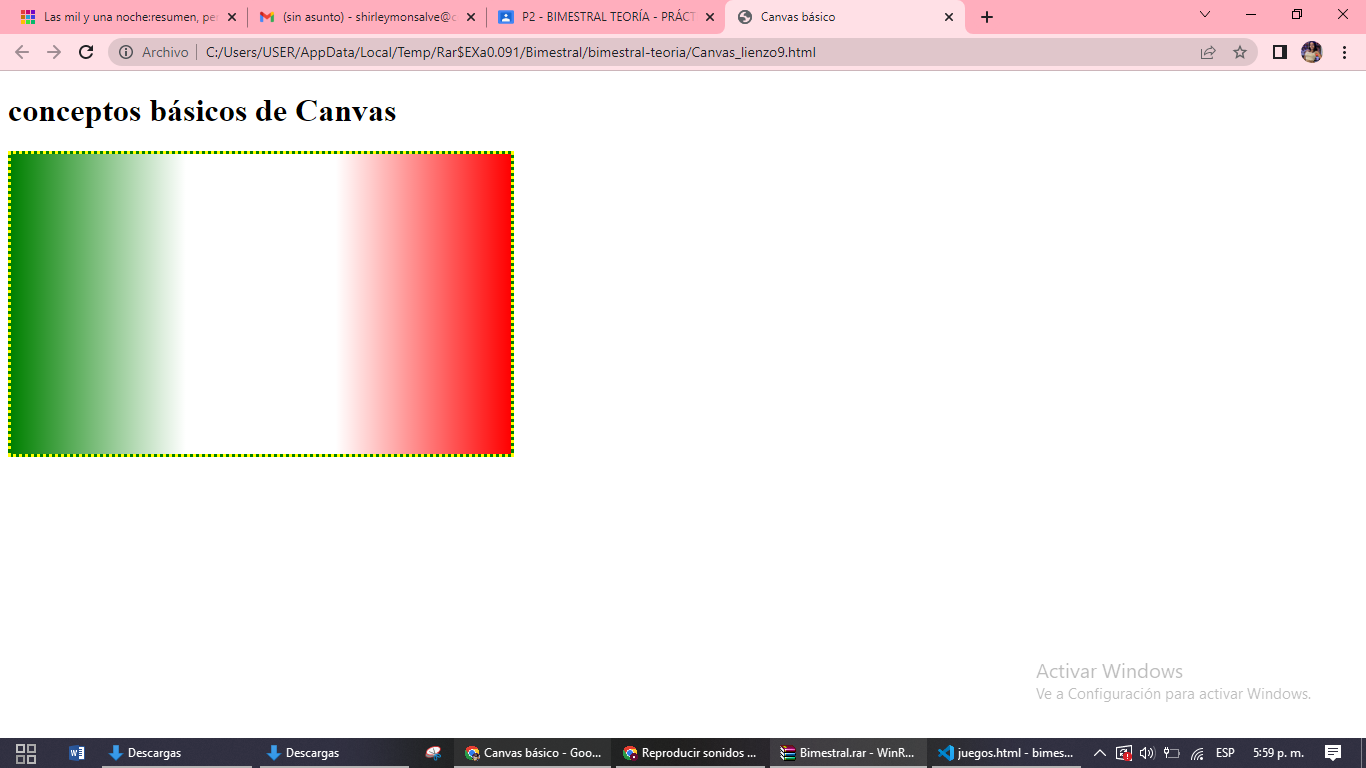 Las mil y una noche:resumen, per
(sin asunto) - shirleymonsalve@c
P2 - BIMESTRAL TEORÍA - PRÁCT
Canvas básico
Archivo
C:/Users/USER/AppData/Local/Temp/Rar$EXa0.091/Bimestral/bimestral-teoria/Canvas_lienzo9.html
conceptos básicos de Canvas
Activar Windows
Ve a Configuración para activar Windows.
Descargas
Descargas
Canvas básico - Goo...
Reproducir sonidos ...
Bimestral.rar - WinR...
juegos.html - bimes...
ESP
5:59 p. m.